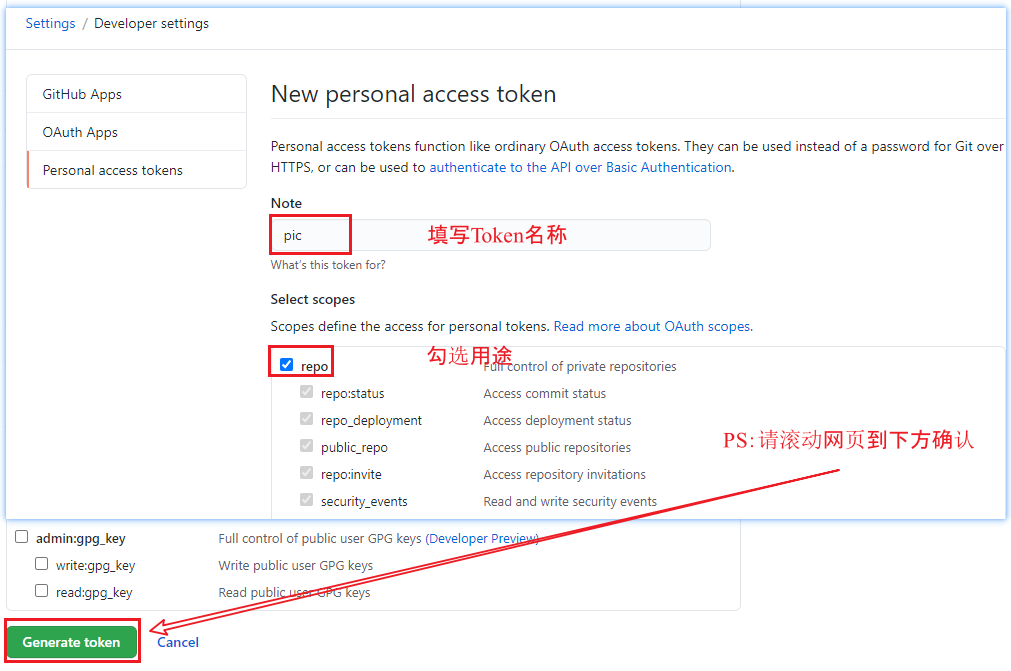 Settings / Developer settings
GitHub Apps
OAuth Apps
Personal access tokens
New personal access token
Personal access tokens function like ordinary OAuth access tokens. They can be used instead of a password for Git over
HTTPS, or can be used to authenticate to the API over Basic Authentication.
Note
pic 填写Token名称
What's this token for?
Select scopes
Scopes define the access for personal tokens. Read more about OAuth scopes.
勾选用途
repo Full control of private repositories
repo:status Access commit status
repo_deployment Access deployment status
public_repo Access public repositories
PS:请滚动网页到下方确认
repo:invite Access repository invitations
security_events Read and write security events
admin:gpg_key Full control of public user GPG keys (Developer Preview)
write:gpg_key Write public user GPG keys
read:gpg_key Read public user GPG keys
Generate token Cancel